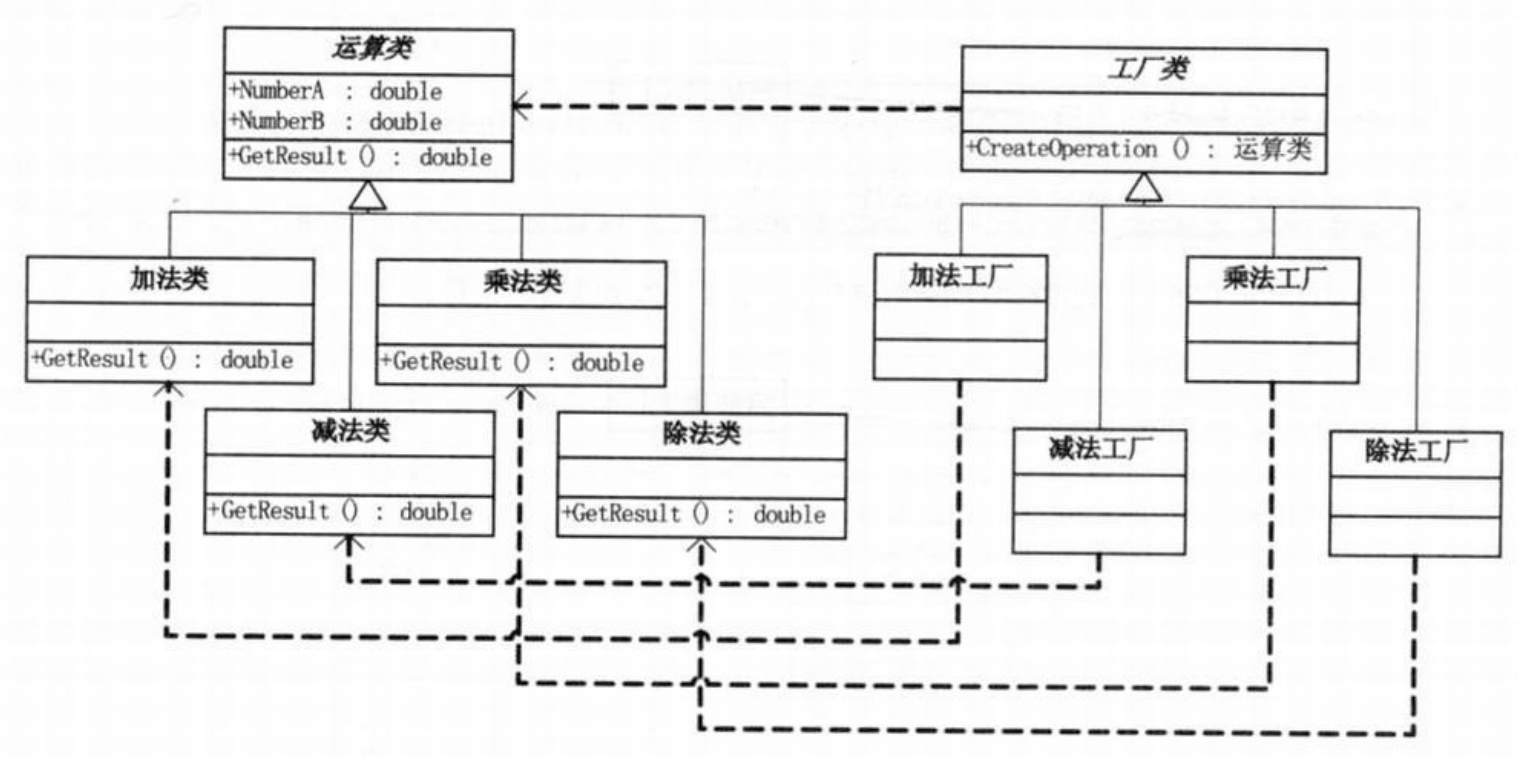 运算类
+NumberA : double
+NumberB : double
+GetResult () : double
工厂类
+CreateOperation () : 运算类
加法类
+GetResult () : double
乘法类
+GetResult () : double
减法类
+GetResult () : double
除法类
+GetResult () : double
加法工厂
乘法工厂
减法工厂
除法工厂